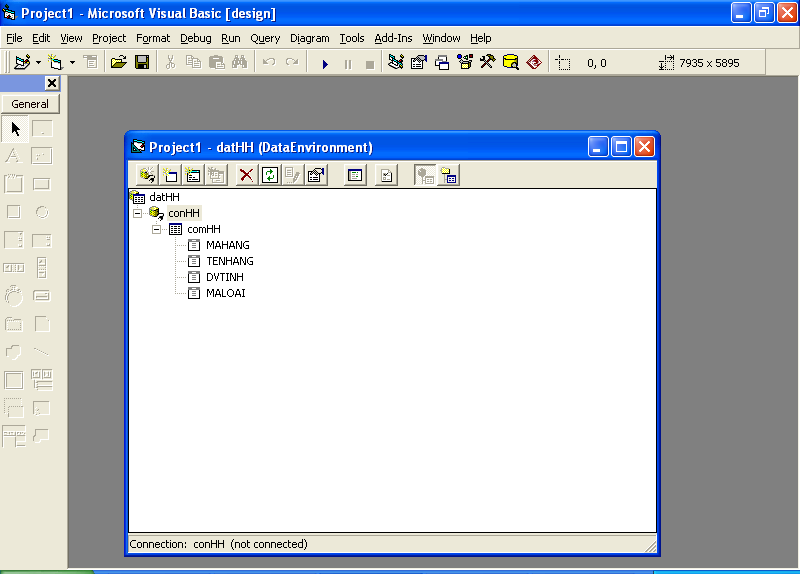 Project1 - Microsoft Visual Basic [design]
File Edit View Project Format Debug Run Query Diagram Tools Add-Ins Window Help
0, 0 7935 x 5895
General
Project1 - datHH (DataEnvironment)
datHH
conHH
comHH
MAHANG
TENHANG
DVTINH
MALOAI
Connection: conHH (not connected)